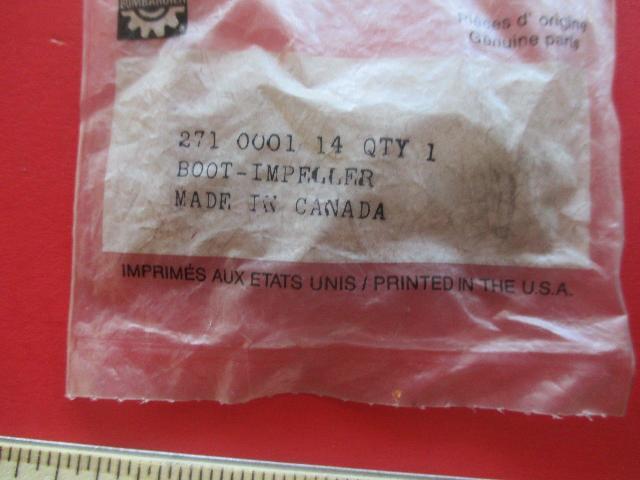 BOMBARDIER
Pièces d' origine
Genuine parts
271 0001 14 QTY 1
BOOT-IMPELLER
MADE IN CANADA
IMPRIMÉS AUX ETATS UNIS / PRINTED IN THE U.S.A.